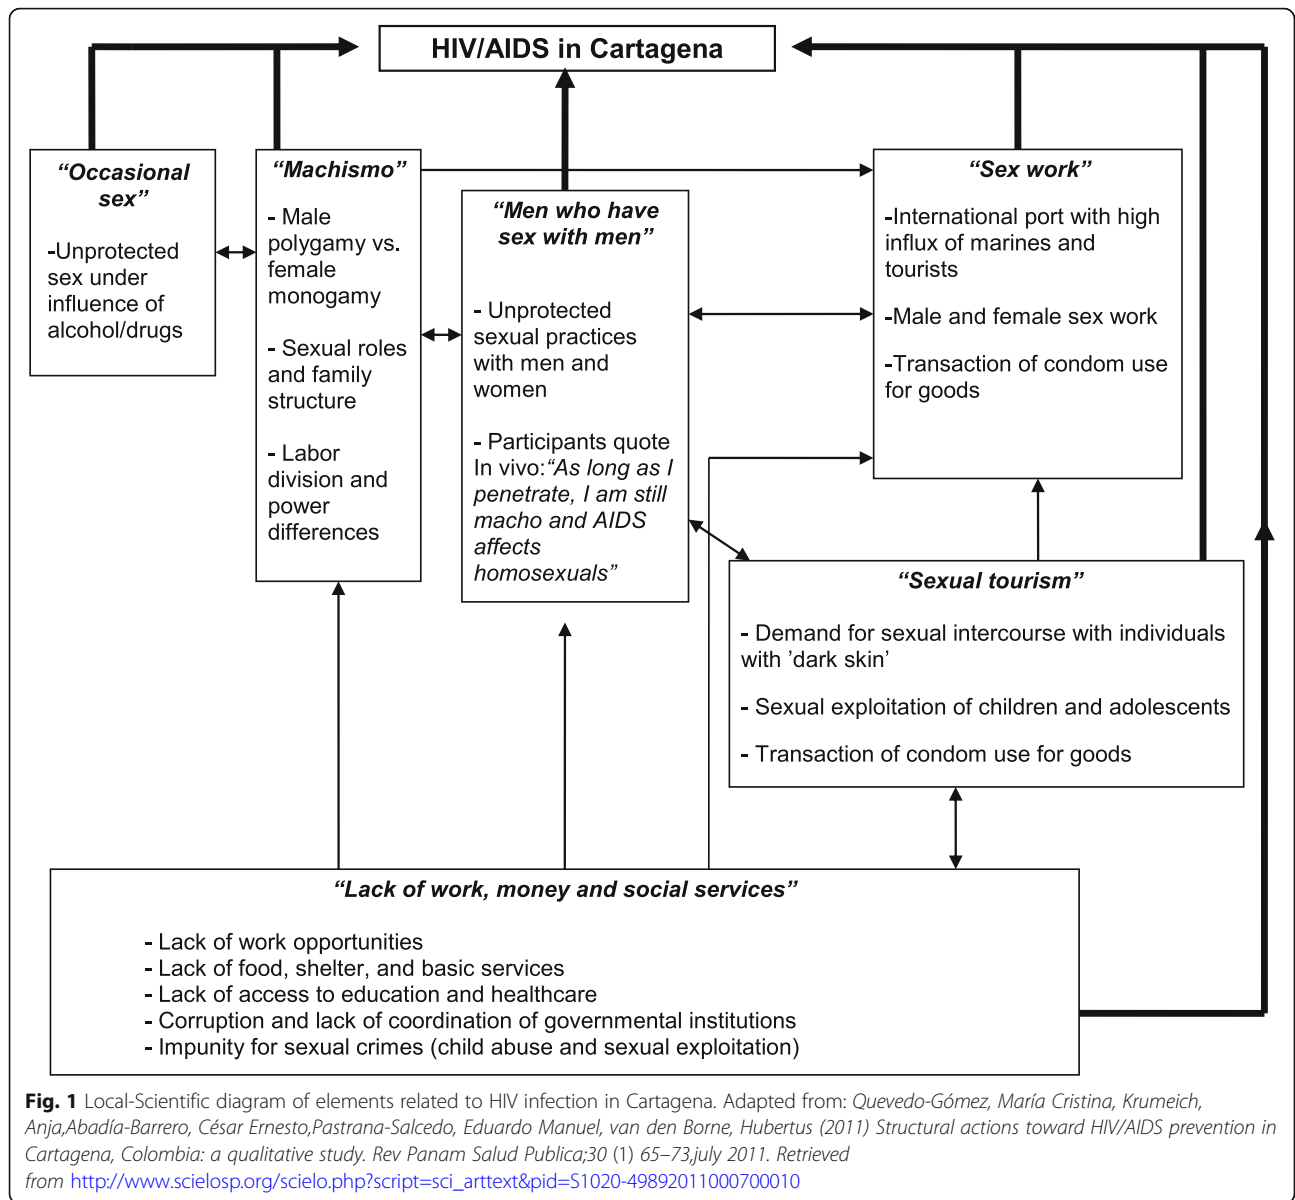 HIV/AIDS in Cartagena
“Occasional
sex”
-Unprotected
sex under
influence of
alcohol/drugs
“Machismo”
- Male
polygamy vs.
female
monogamy
- Sexual roles
and family
structure
- Labor
division and
power
differences
“Men who have
sex with men”
- Unprotected
sexual practices
with men and
women
- Participants quote
In vivo:“As long as I
penetrate, I am still
macho and AIDS
affects
homosexuals”
“Sex work”
-International port with high
influx of marines and
tourists
-Male and female sex work
-Transaction of condom use
for goods
“Sexual tourism”
- Demand for sexual intercourse with individuals
with ’dark skin’
- Sexual exploitation of children and adolescents
- Transaction of condom use for goods
“Lack of work, money and social services”
- Lack of work opportunities
- Lack of food, shelter, and basic services
- Lack of access to education and healthcare
- Corruption and lack of coordination of governmental institutions
- Impunity for sexual crimes (child abuse and sexual exploitation)
Fig. 1 Local-Scientific diagram of elements related to HIV infection in Cartagena. Adapted from: Quevedo-Gómez, María Cristina, Krumeich,
Anja,Abadía-Barrero, César Ernesto,Pastrana-Salcedo, Eduardo Manuel, van den Borne, Hubertus (2011) Structural actions toward HIV/AIDS prevention in
Cartagena, Colombia: a qualitative study. Rev Panam Salud Publica;30 (1) 65–73,july 2011. Retrieved
from http://www.scielosp.org/scielo.php?script=sci_arttext&pid=S1020-49892011000700010